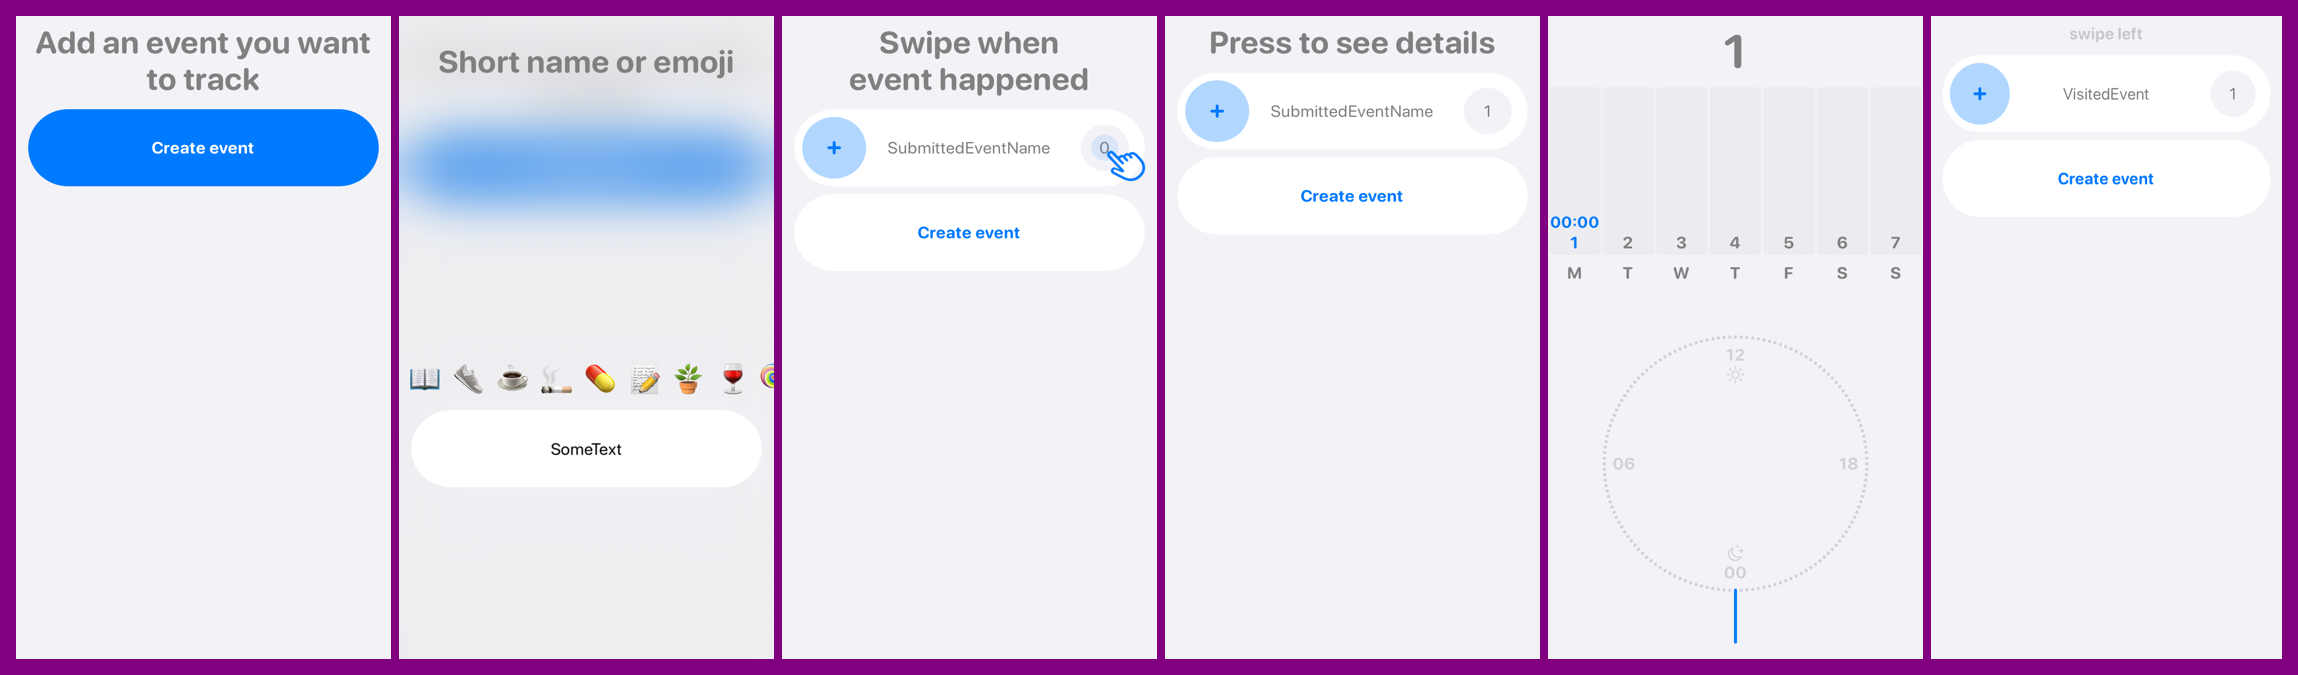 Add an event you want
to track
Create event
Short name or emoji
SomeText
Swipe when
event happened
+ SubmittedEventName 0
Create event
Press to see details
+ SubmittedEventName 1
Create event
1
00:00
1 2 3 4 5 6 7
M T W T F S S
12
06 18
00
swipe left
+ VisitedEvent 1
Create event